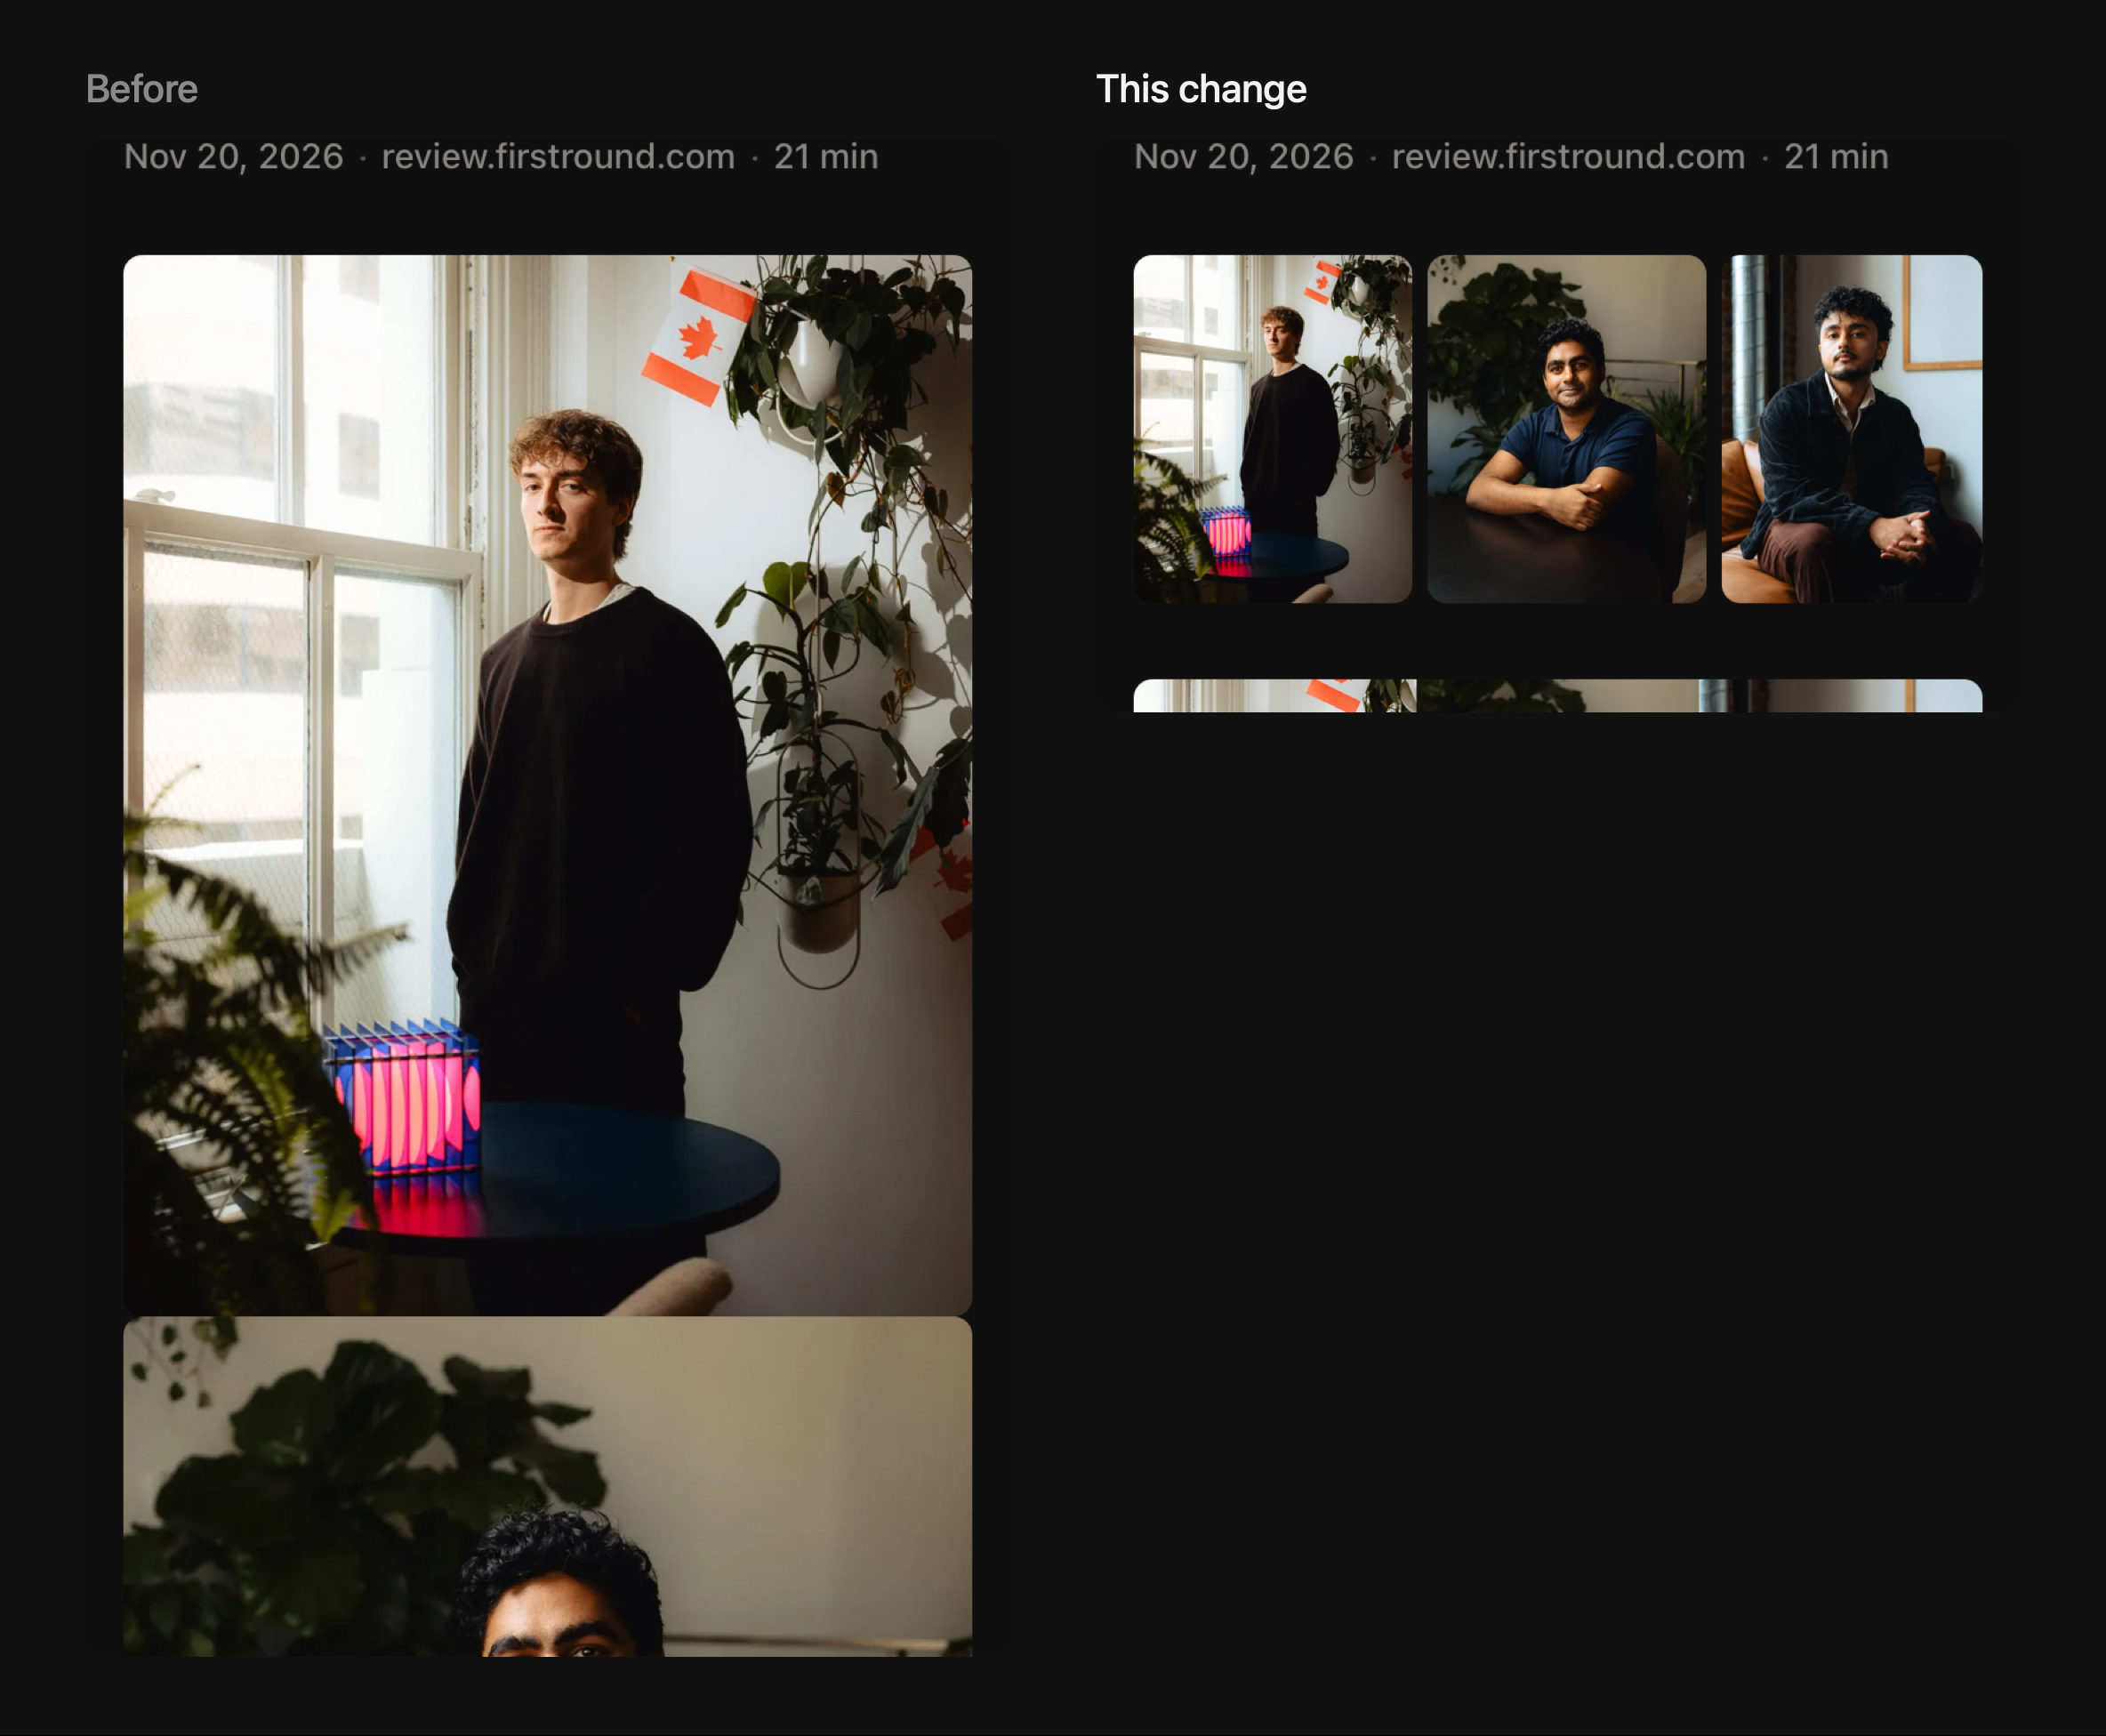 Before
Nov 20, 2026 · review.firstround.com · 21 min
This change
Nov 20, 2026 · review.firstround.com · 21 min